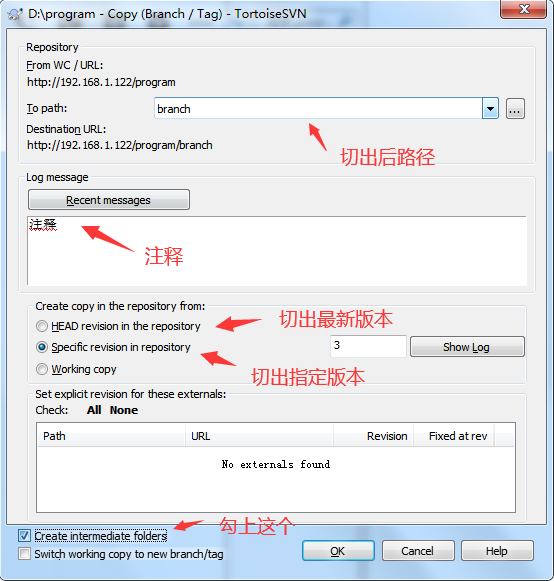 D:\program - Copy (Branch / Tag) - TortoiseSVN
Repository
From WC / URL:
http://192.168.1.122/program
To path:
branch
...
Destination URL:
http://192.168.1.122/program/branch
切出后路径
Log message
Recent messages
注释
注释
Create copy in the repository from:
HEAD revision in the repository
切出最新版本
Specific revision in repository
3
Show Log
Working copy
切出指定版本
Set explicit revision for these externals:
Check: All None
Path URL Revision Fixed at rev
No externals found
Create intermediate folders
勾上这个
Switch working copy to new branch/tag
OK Cancel Help